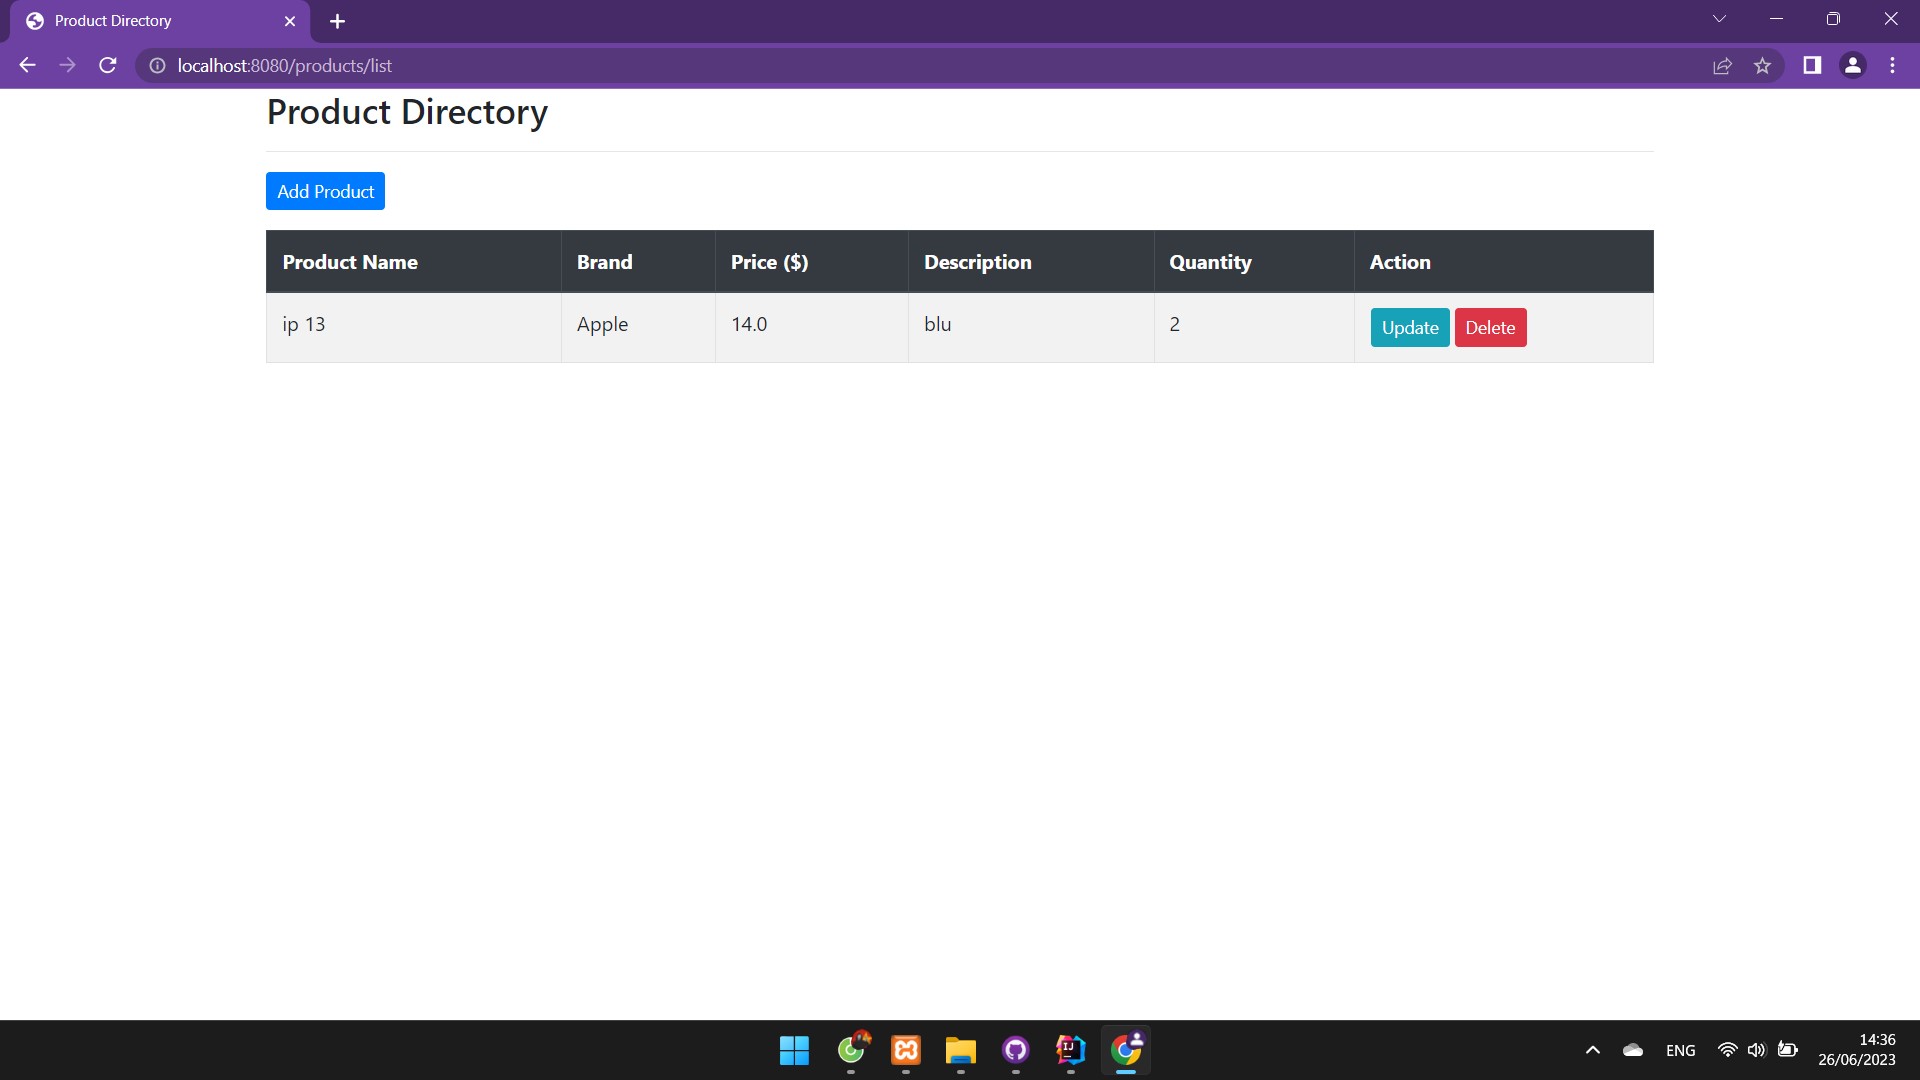 Product Directory
localhost:8080/products/list
Product Directory
Add Product
Product Name Brand Price ($) Description Quantity Action
ip 13 Apple 14.0 blu 2 Update Delete
ENG
14:36
26/06/2023